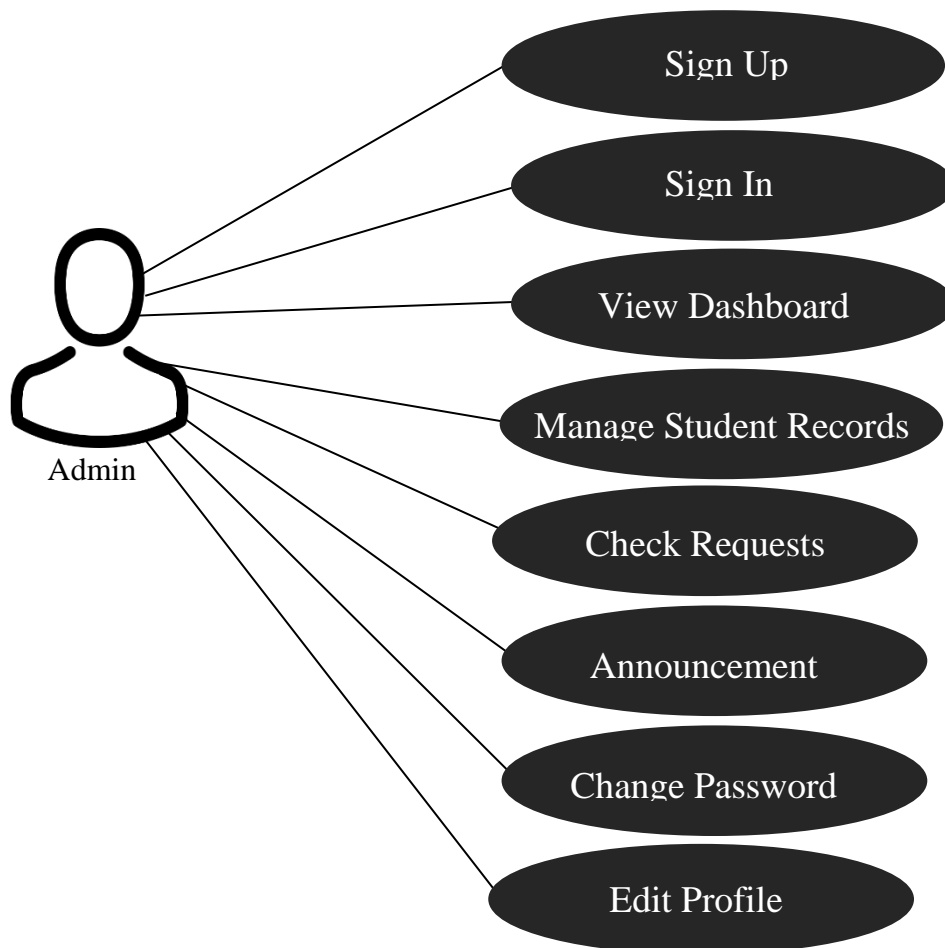 Sign Up
Sign In
View Dashboard
Manage Student Records
Admin
Check Requests
Announcement
Change Password
Edit Profile